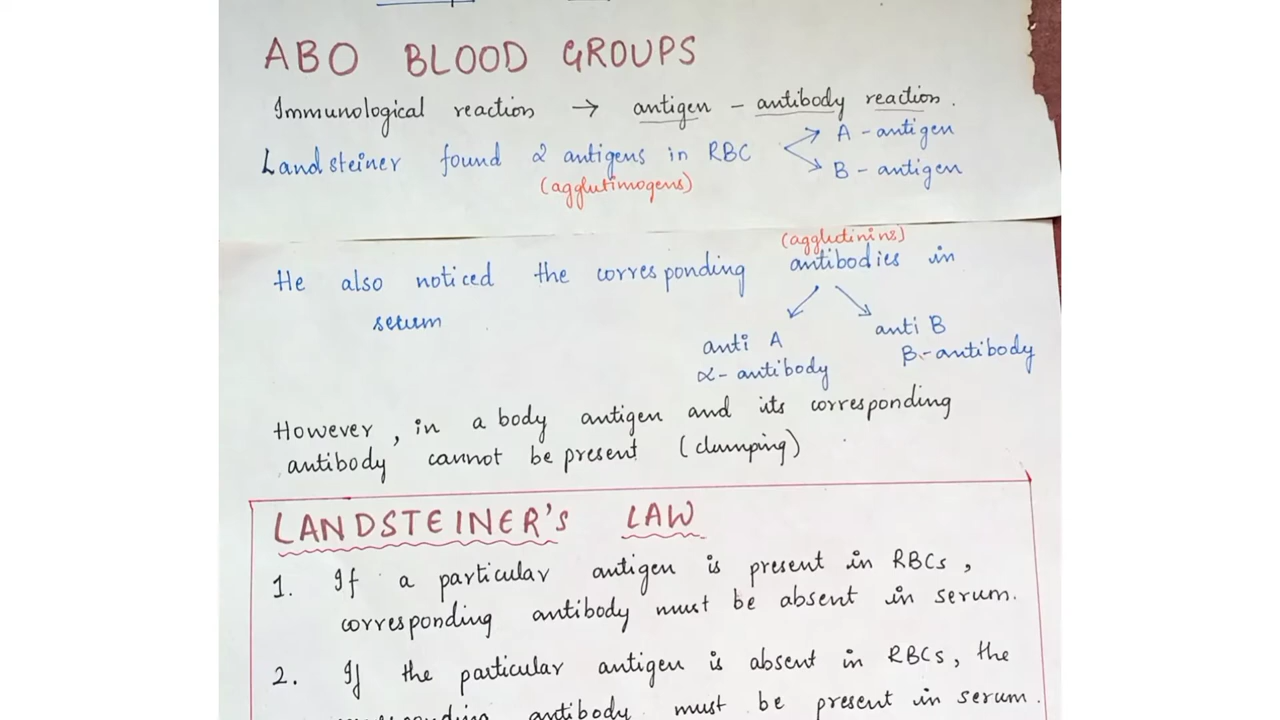 ABO BLOOD GROUPS
Immunological reaction → antigen - antibody reaction.
Landsteiner found 2 antigens in RBC
A - antigen
B - antigen
(agglutimogens)
(agglutinins)
He also noticed the corresponding antibodies in
serum
anti A
α- antibody
anti B
β-antibody
However, in a body antigen and its corresponding
antibody cannot be present (clumping)
LANDSTEINER'S LAW
1. If a particular antigen is present in RBCs,
corresponding antibody must be absent in serum.
2. If the particular antigen is absent in RBCs, the
antibody must be present in serum.